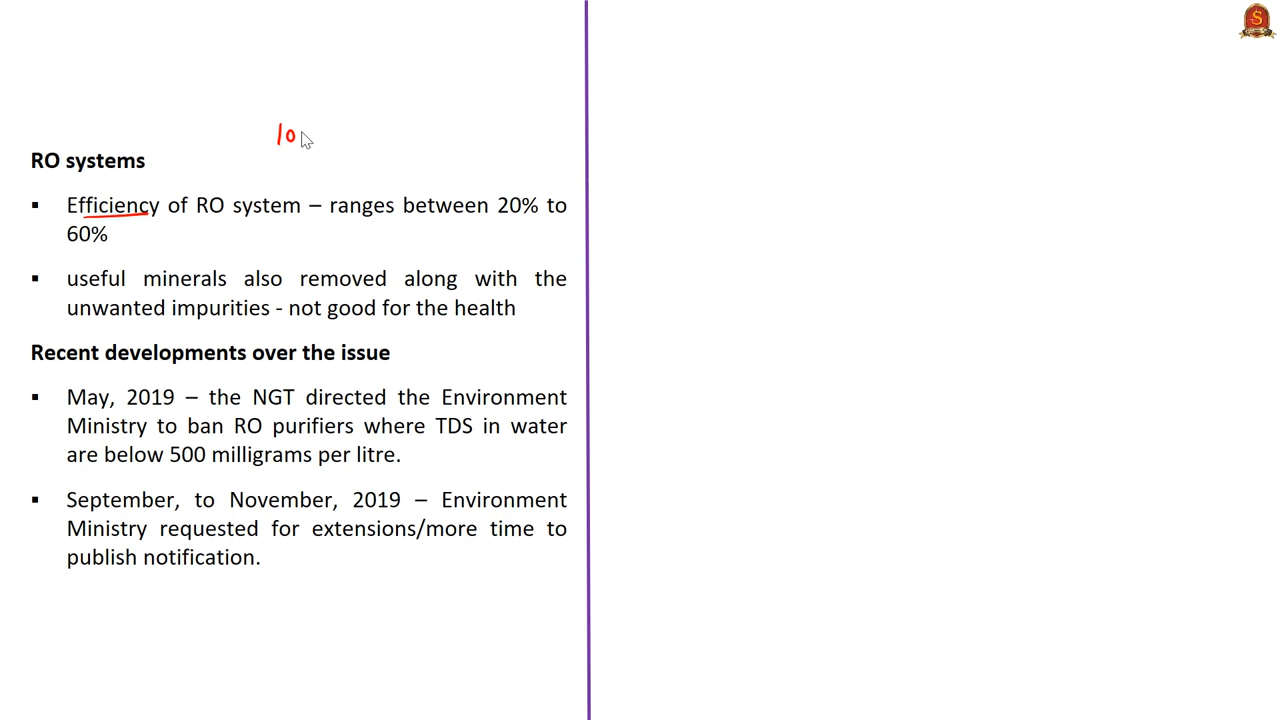 10
RO systems
▪ Efficiency of RO system – ranges between 20% to
60%
▪ useful minerals also removed along with the
unwanted impurities - not good for the health
Recent developments over the issue
▪ May, 2019 – the NGT directed the Environment
Ministry to ban RO purifiers where TDS in water
are below 500 milligrams per litre.
▪ September, to November, 2019 – Environment
Ministry requested for extensions/more time to
publish notification.
S